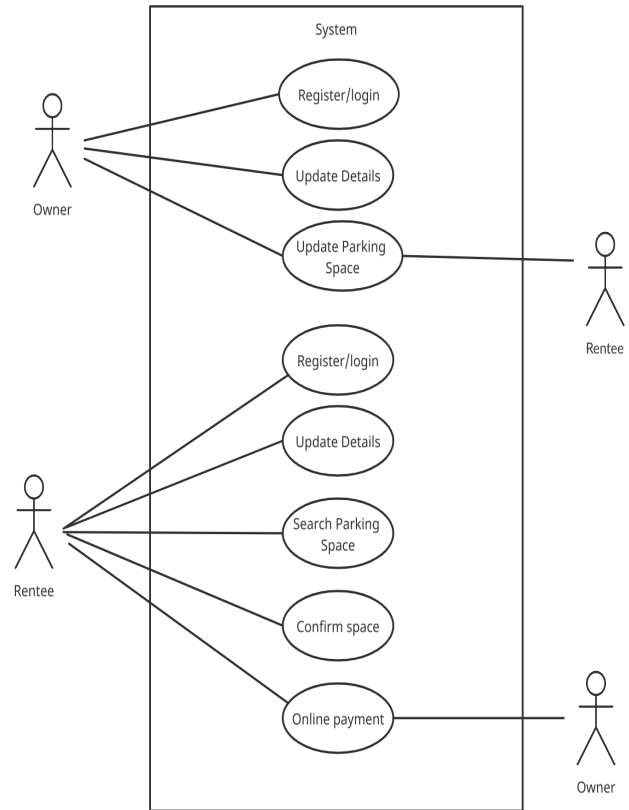 System
Register/login
Owner
Update Details
Update Parking
Space
Rentee
Register/login
Update Details
Rentee
Search Parking
Space
Confirm space
Online payment
Owner